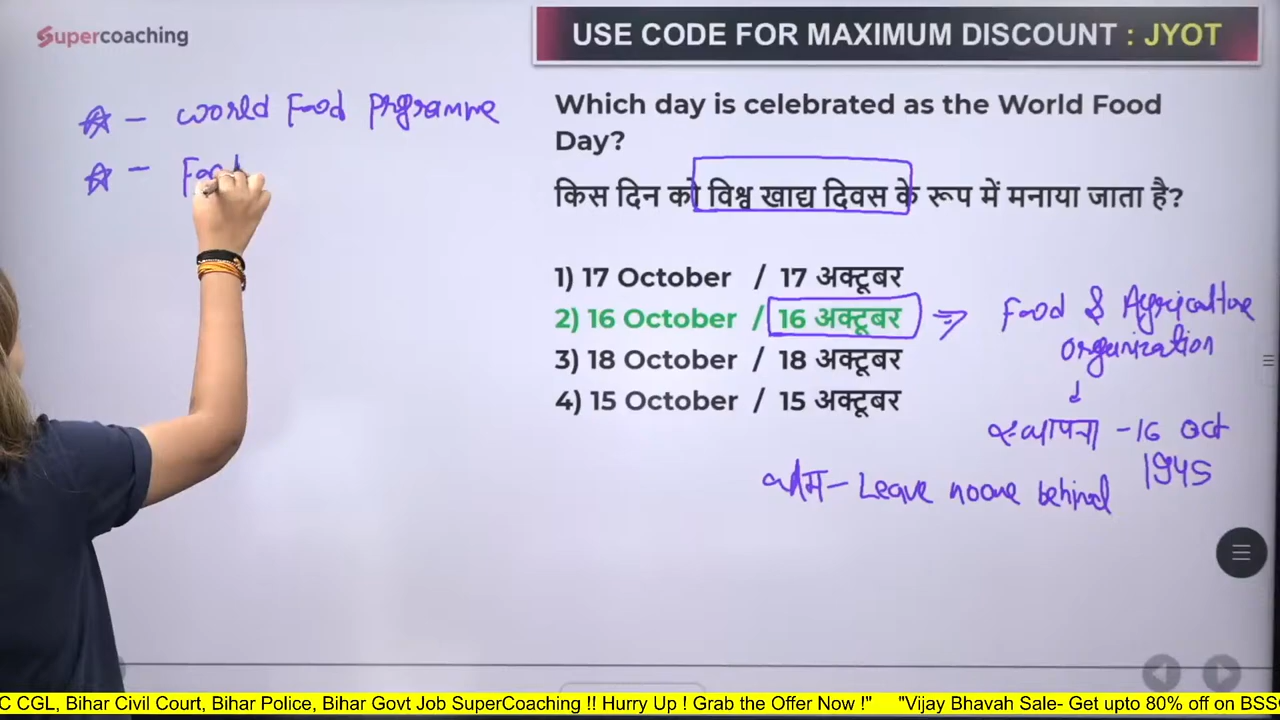 Supercoaching
USE CODE FOR MAXIMUM DISCOUNT : JYOT
☆ - World Food Prgramme
☆ - Food
Which day is celebrated as the World Food
Day?
किस दिन को विश्व खाद्य दिवस के रूप में मनाया जाता है?
1) 17 October / 17 अक्टूबर
2) 16 October / 16 अक्टूबर
3) 18 October / 18 अक्टूबर
4) 15 October / 15 अक्टूबर
Food & Agriculture
organization
स्थापना - 16 Oct
1945
थीम - Leave no one behind
C CGL, Bihar Civil Court, Bihar Police, Bihar Govt Job SuperCoaching !! Hurry Up ! Grab the Offer Now !" "Vijay Bhavah Sale- Get upto 80% off on BSS